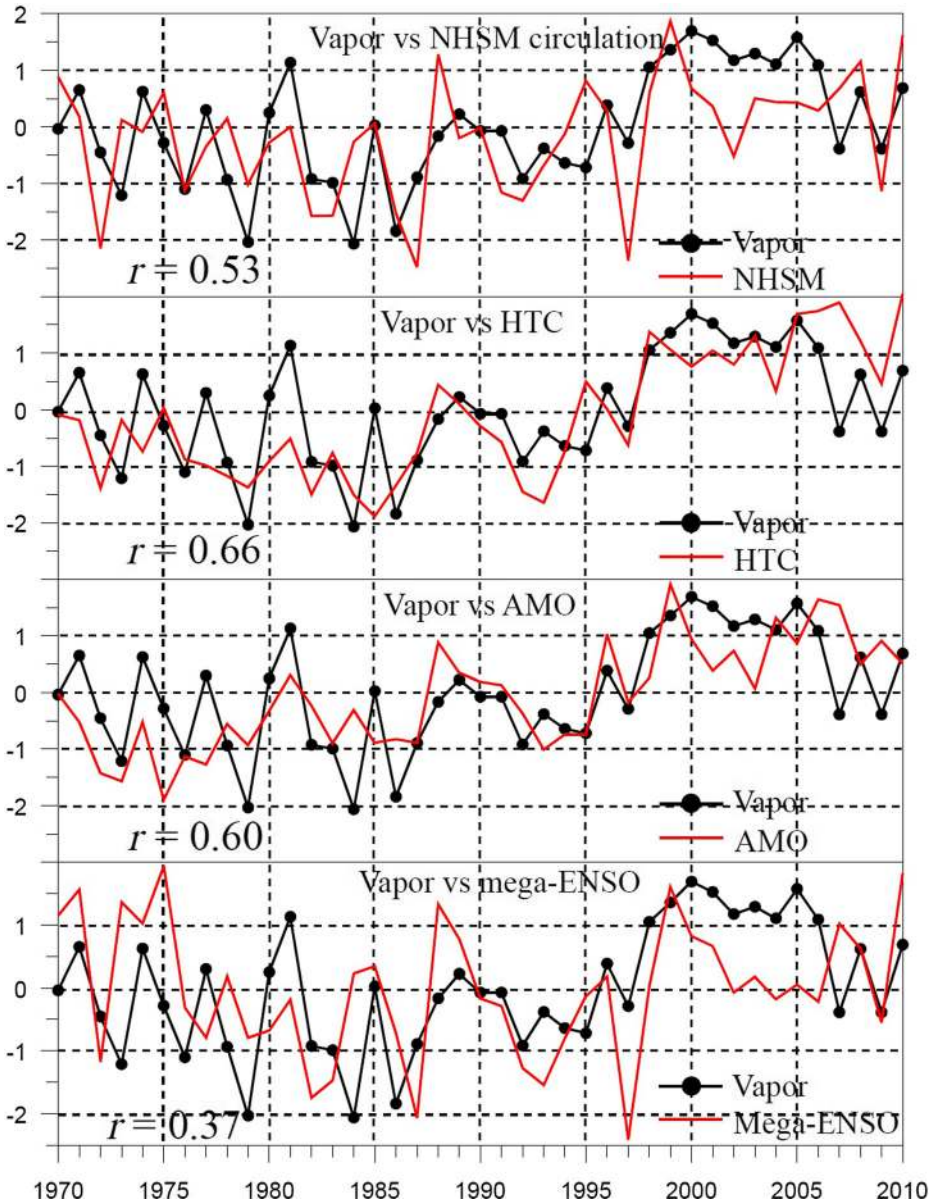 2
Vapor vs NHSM circulation
1
0
-1
-2
Vapor
r = 0.53
NHSM
Vapor vs HTC
1
0
-1
-2
Vapor
r = 0.66
HTC
Vapor vs AMO
1
0
-1
-2
Vapor
r = 0.60
AMO
Vapor vs mega-ENSO
1
0
-1
-2
Vapor
r = 0.37
Mega-ENSO
1970 1975 1980 1985 1990 1995 2000 2005 2010